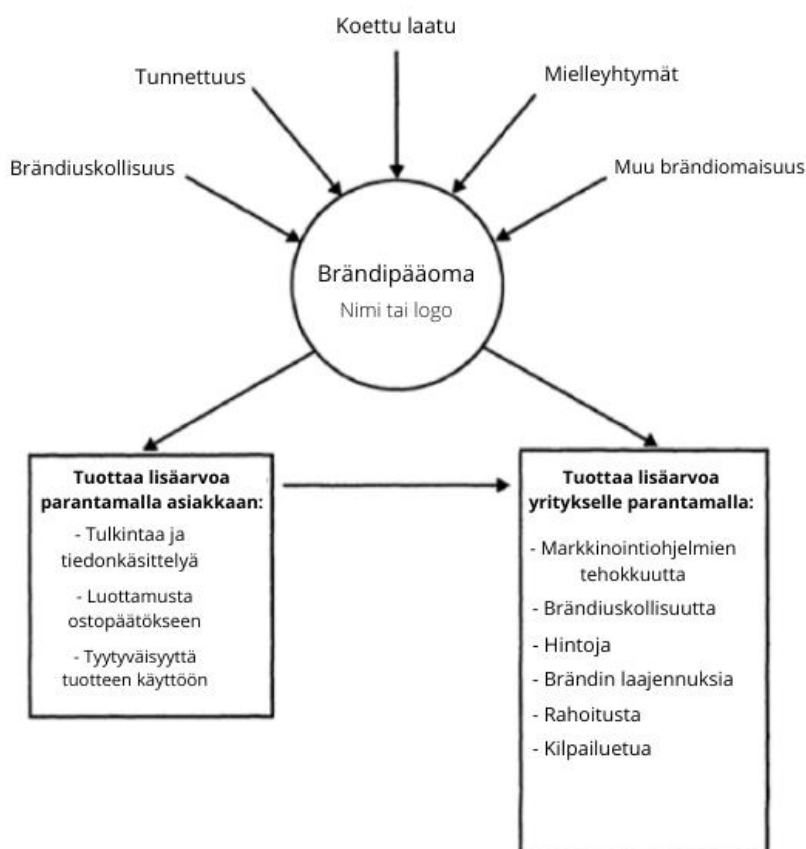 Koettu laatu
Tunnettuus
Mielleyhtymät
Brändiuskollisuus
Muu brändiomaisuus
Brändipääoma
Nimi tai logo
Tuottaa lisäarvoa
parantamalla asiakkaan:
- Tulkintaa ja
tiedonkäsittelyä
- Luottamusta
ostopäätökseen
- Tyytyväisyyttä
tuotteen käyttöön
Tuottaa lisäarvoa
yritykselle parantamalla:
- Markkinointiohjelmien
tehokkuutta
- Brändiuskollisuutta
- Hintoja
- Brändin laajennuksia
- Rahoitusta
- Kilpailuetua